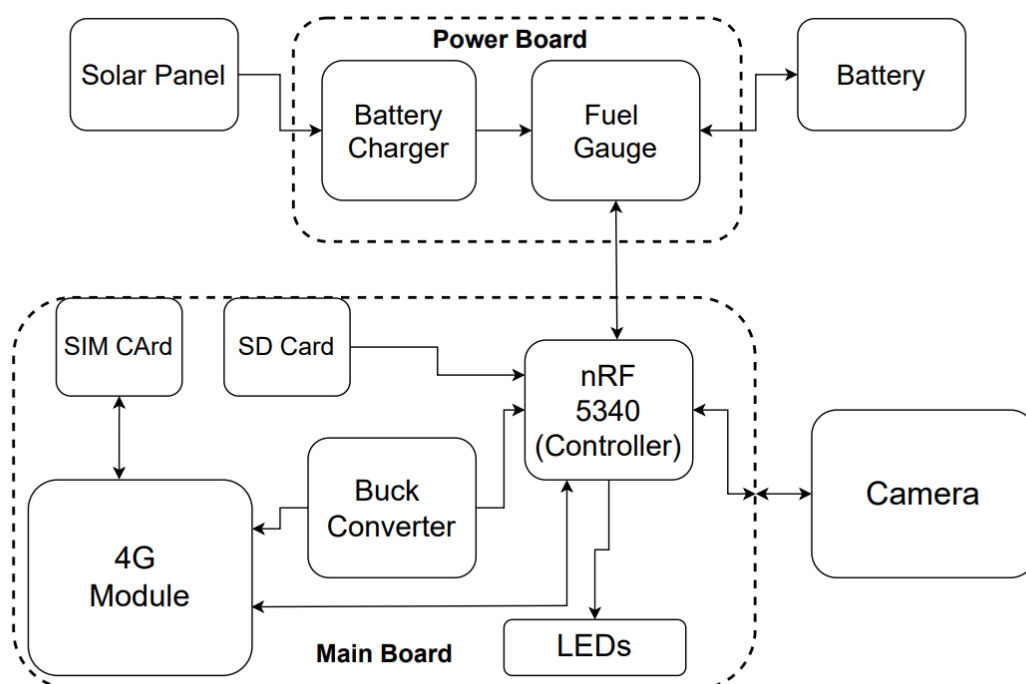 Power Board
Solar Panel
Battery
Charger
Fuel
Gauge
Battery
SIM CArd
SD Card
nRF
5340
(Controller)
Buck
Converter
Camera
4G
Module
LEDs
Main Board